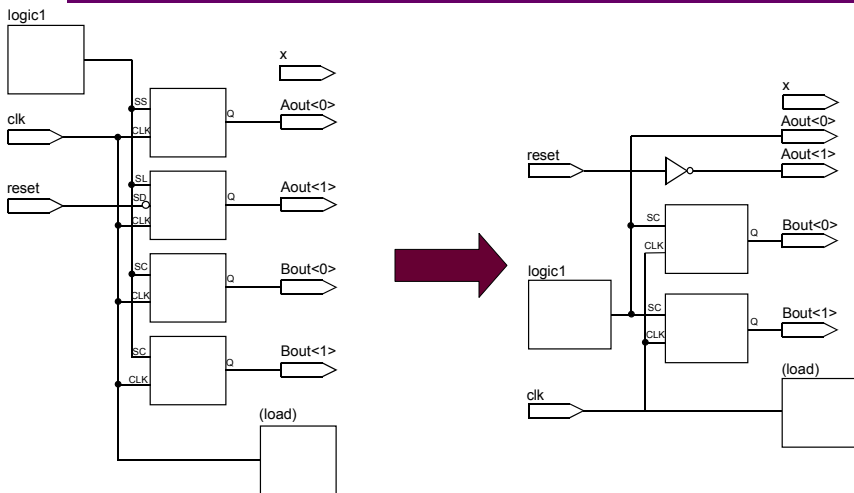 logic1
x
SS
Q
Aout<0>
clk
CLK
SL
Q
Aout<1>
reset
SD
CLK
SC
Q
Bout<0>
CLK
SC
Q
Bout<1>
CLK
(load)
x
Aout<0>
reset
Aout<1>
SC
Q
Bout<0>
CLK
logic1
SC
Q
Bout<1>
CLK
(load)
clk